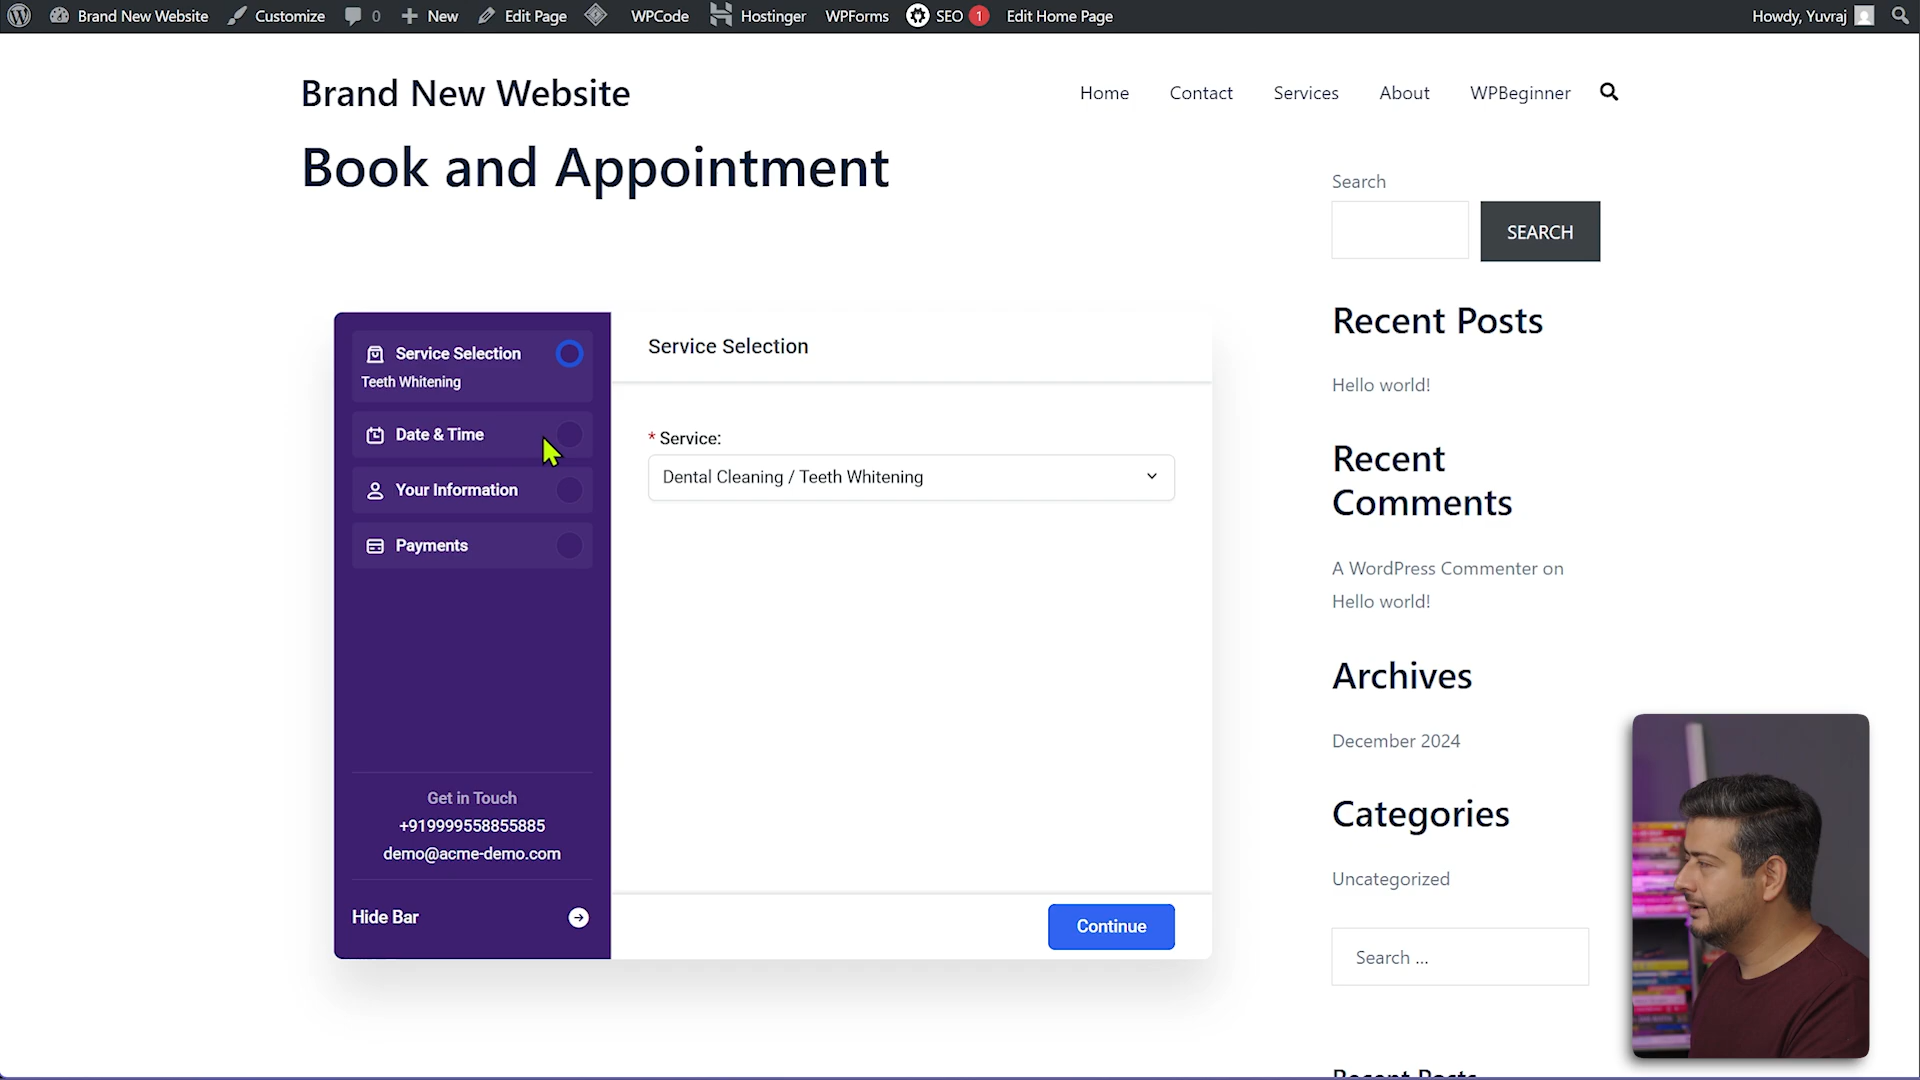 Brand New Website
Customize
0
New
Edit Page
WPCode
Hostinger
WPForms
SEO
1
Edit Home Page
Howdy, Yuvraj
Brand New Website
Home
Contact
Services
About
WPBeginner
Book and Appointment
Search
SEARCH
Recent Posts
Hello world!
Recent
Comments
A WordPress Commenter on
Hello world!
Archives
December 2024
Categories
Uncategorized
Search ...
Recent Posts
Service Selection
Teeth Whitening
Date & Time
Your Information
Payments
Get in Touch
+919999558855885
demo@acme-demo.com
Hide Bar
Service Selection
* Service:
Dental Cleaning / Teeth Whitening
Continue